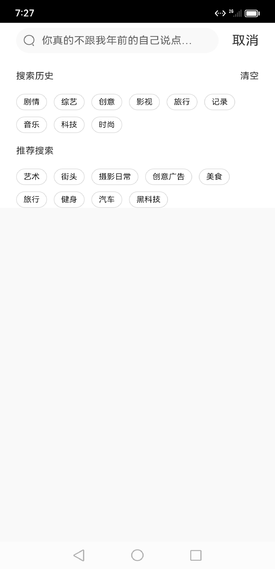 7:27
26
你真的不跟我年前的自己说点... 取消
搜索历史 清空
剧情 综艺 创意 影视 旅行 记录
音乐 科技 时尚
推荐搜索
艺术 街头 摄影日常 创意广告 美食
旅行 健身 汽车 黑科技